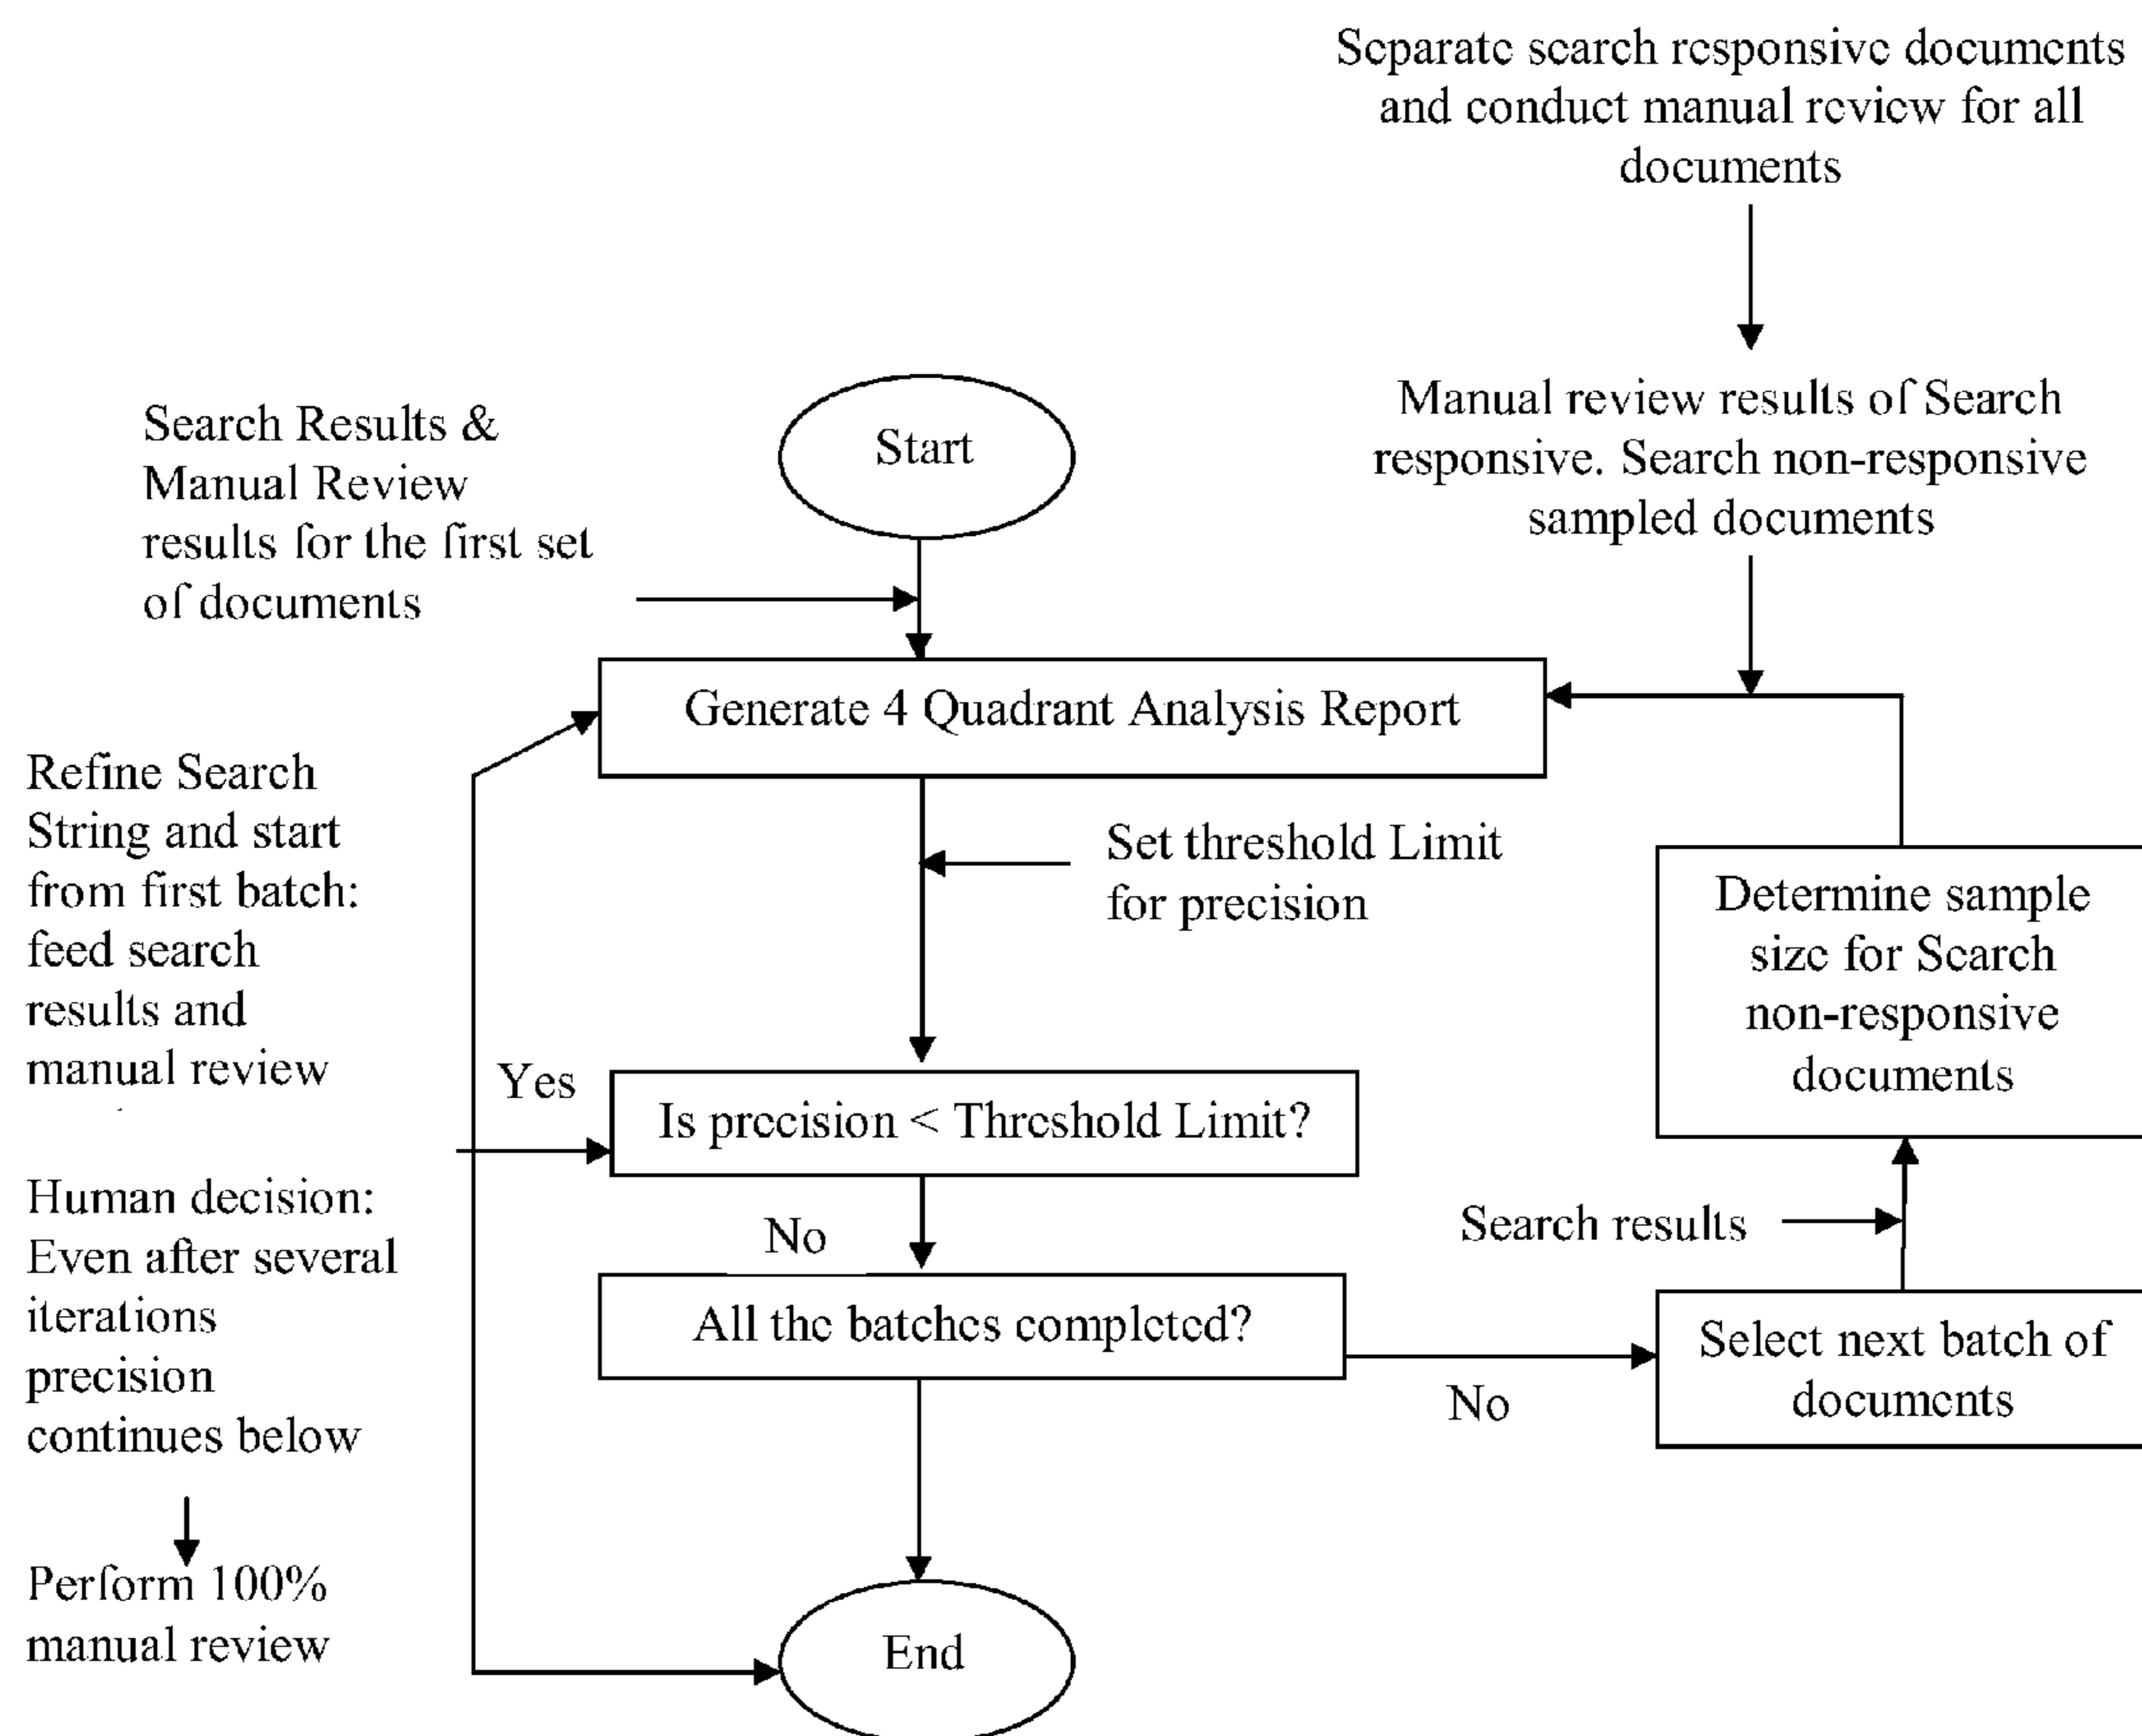 Separate search responsive documents
and conduct manual review for all
documents
Manual review results of Search
responsive. Search non-responsive
sampled documents
Search Results &
Manual Review
results for the first set
of documents
Start
Generate 4 Quadrant Analysis Report
Refine Search
String and start
from first batch:
feed search
results and
manual review
Set threshold Limit
for precision
Determine sample
size for Search
non-responsive
documents
Yes
Is precision < Threshold Limit?
Human decision:
Even after several
iterations
precision
continues below
No
Search results
All the batches completed?
Select next batch of
documents
No
Perform 100%
manual review
End